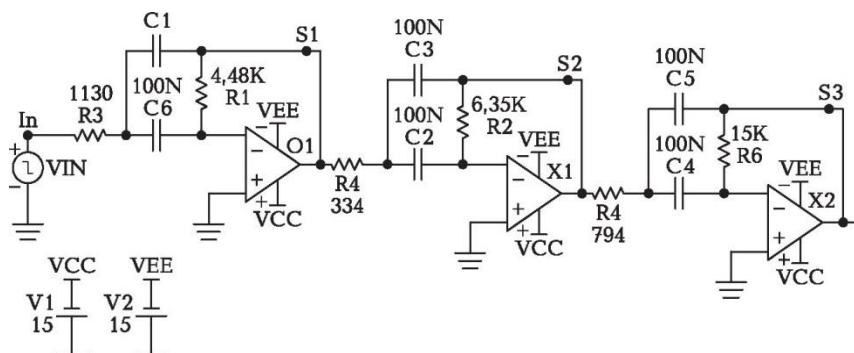 C1
S1
100N
C6
4,48K
R1
1130
R3
In
VIN
VEE
O1
VCC
R4
334
100N
C3
S2
100N
C2
6,35K
R2
VEE
X1
VCC
R4
794
100N
C5
S3
100N
C4
15K
R6
VEE
X2
VCC
VCC
V1
15
VEE
V2
15